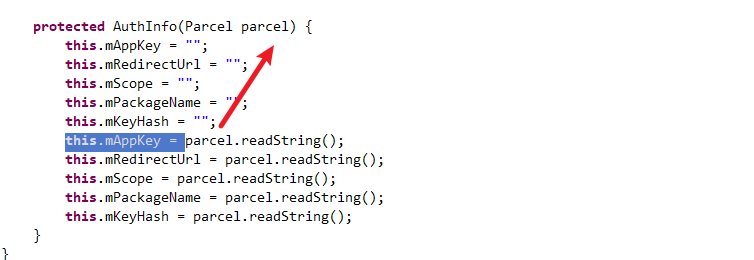 protected AuthInfo(Parcel parcel) {
this.mAppKey = "";
this.mRedirectUrl = "";
this.mScope = "";
this.mPackageName = "";
this.mKeyHash = "";
this.mAppKey = parcel.readString();
this.mRedirectUrl = parcel.readString();
this.mScope = parcel.readString();
this.mPackageName = parcel.readString();
this.mKeyHash = parcel.readString();
}
}